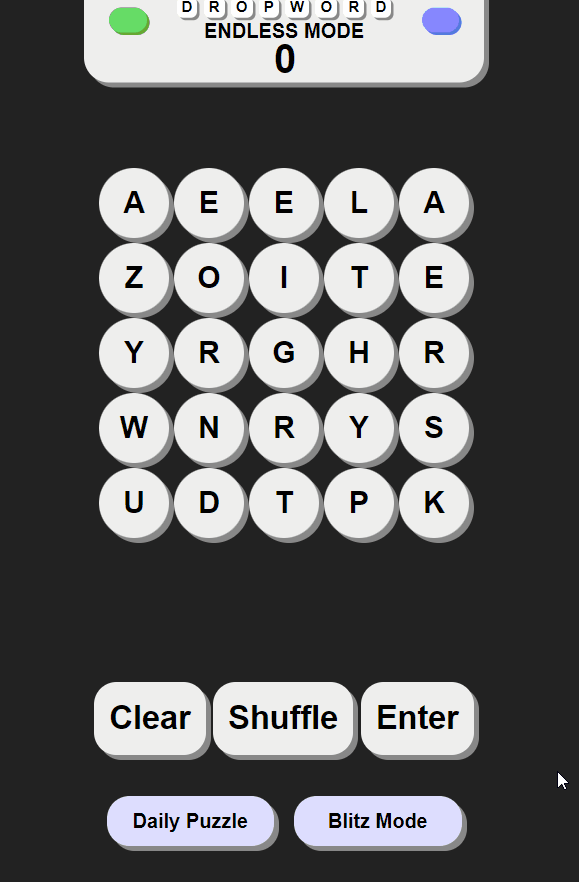 D R O P W O R D
ENDLESS MODE
0
A E E L A
Z O I T E
Y R G H R
W N R Y S
U D T P K
Clear Shuffle Enter
Daily Puzzle Blitz Mode